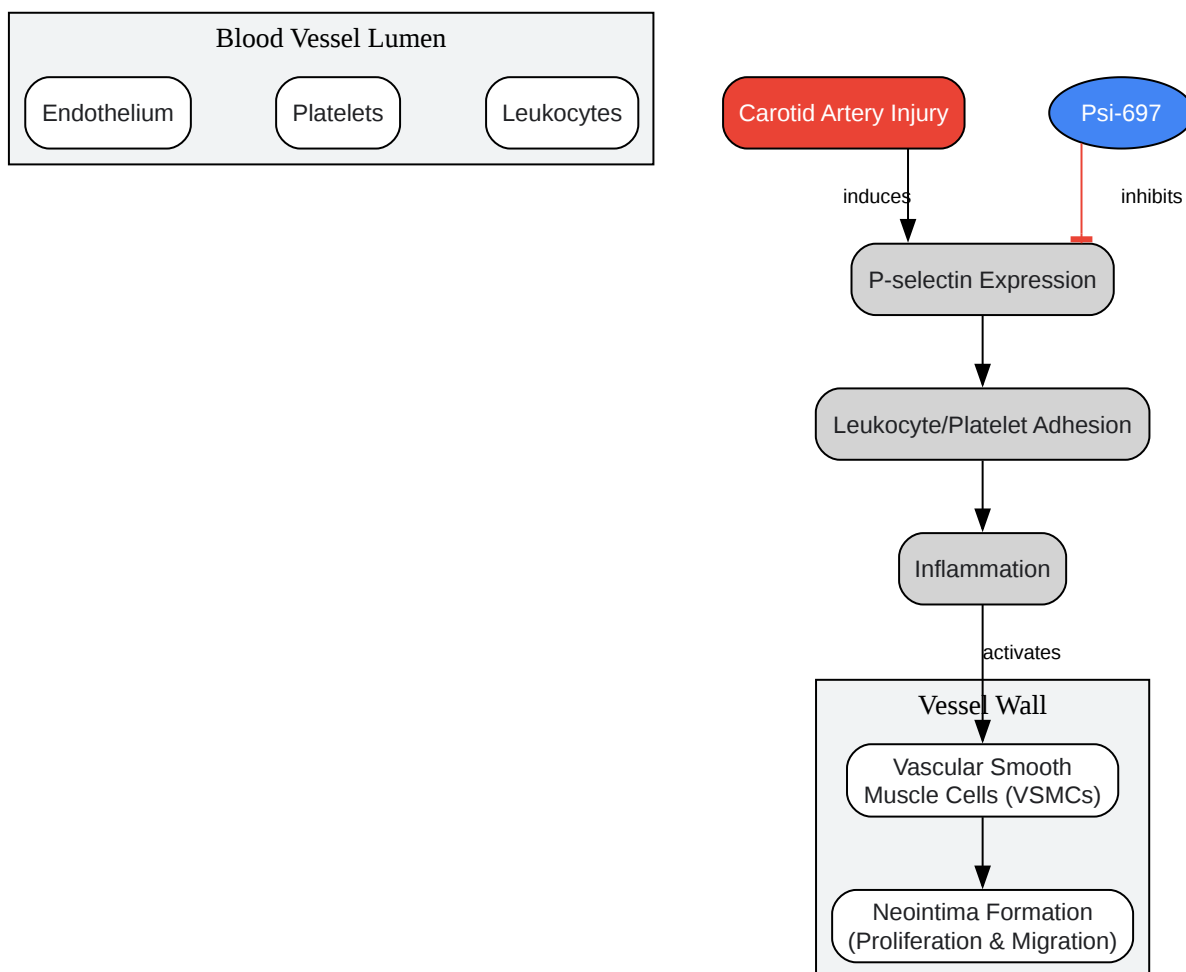 Blood Vessel Lumen
Endothelium
Platelets
Leukocytes
Carotid Artery Injury
Psi-697
induces
inhibits
P-selectin Expression
Leukocyte/Platelet Adhesion
Inflammation
activates
Vessel Wall
Vascular Smooth
Muscle Cells (VSMCs)
Neointima Formation
(Proliferation & Migration)